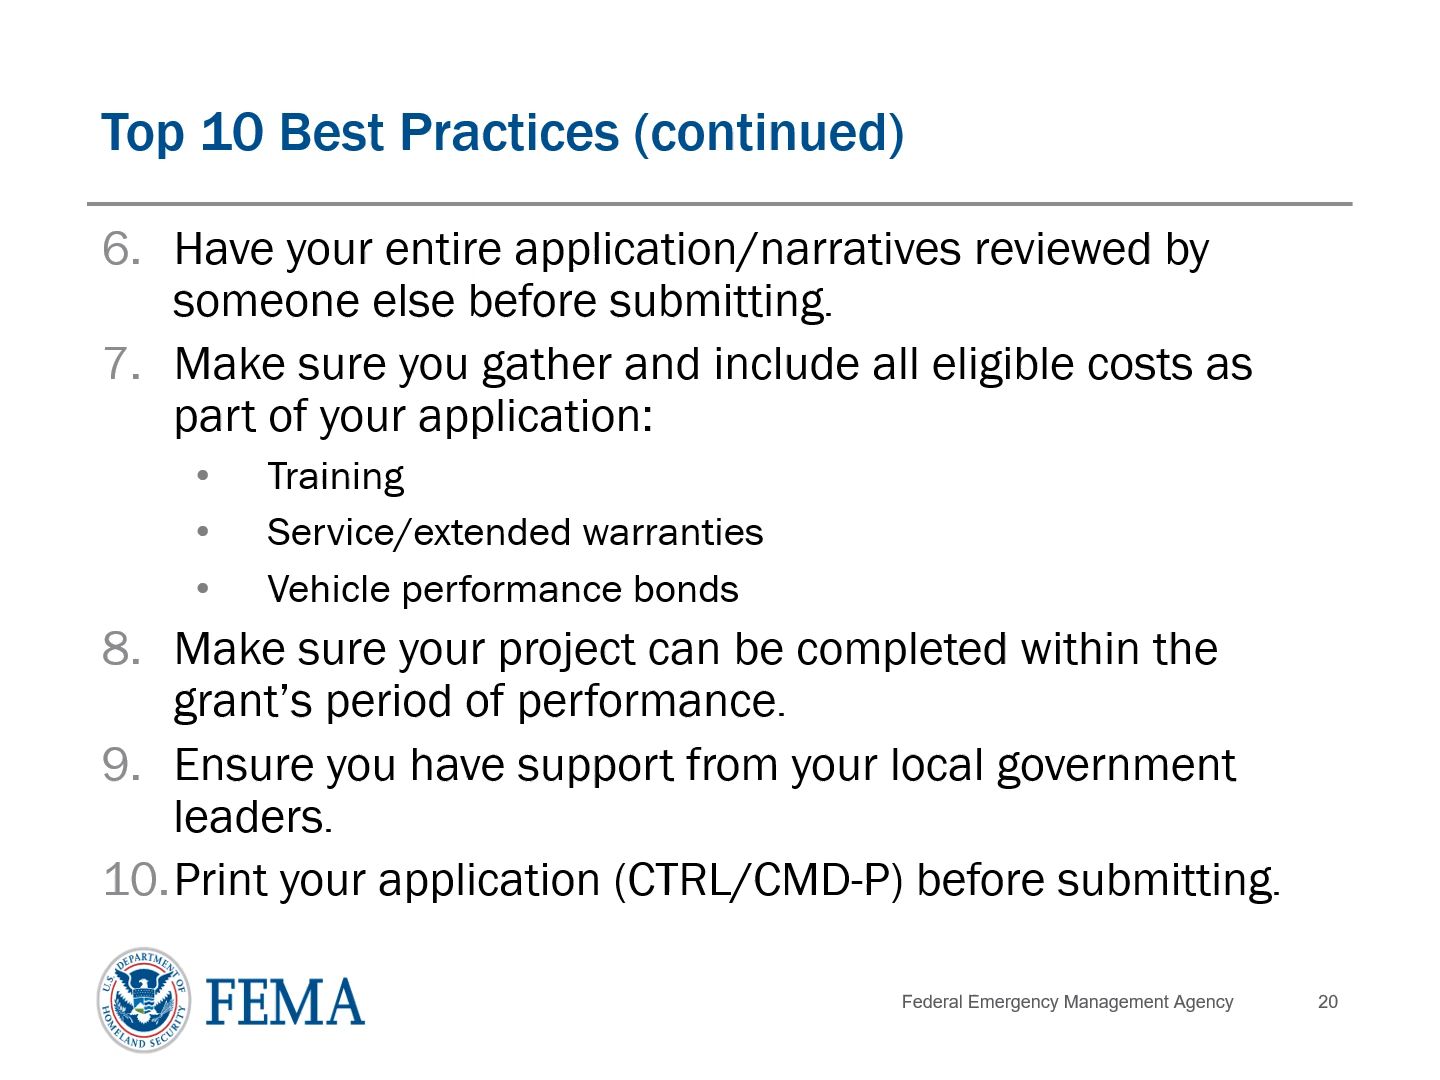 Top 10 Best Practices (continued)
6. Have your entire application/narratives reviewed by
someone else before submitting.
7. Make sure you gather and include all eligible costs as
part of your application:
• Training
• Service/extended warranties
• Vehicle performance bonds
8. Make sure your project can be completed within the
grant’s period of performance.
9. Ensure you have support from your local government
leaders.
10. Print your application (CTRL/CMD-P) before submitting.
U.S. DEPARTMENT OF
HOMELAND SECURITY
FEMA
Federal Emergency Management Agency
20